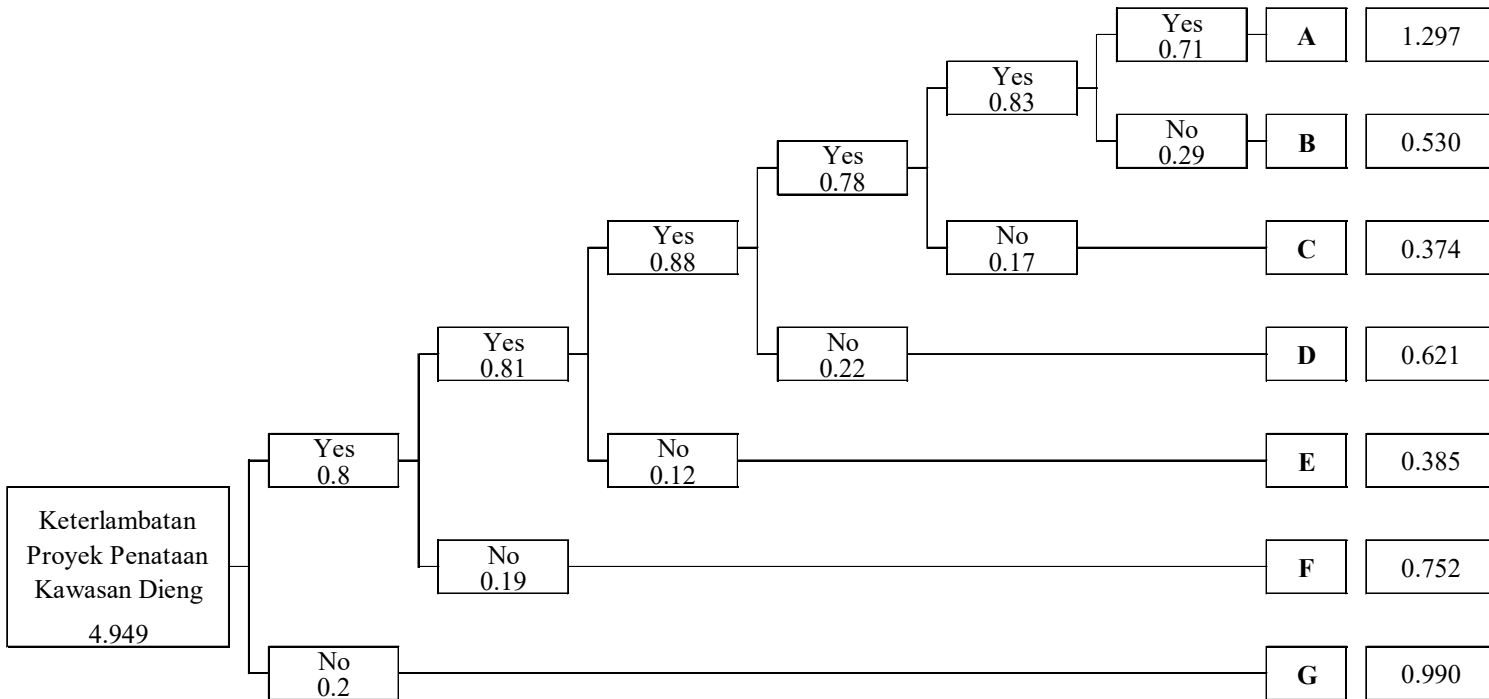 Yes
0.71
A
1.297
Yes
0.83
No
0.29
B
0.530
Yes
0.78
Yes
0.88
No
0.17
C
0.374
Yes
0.81
No
0.22
D
0.621
Yes
0.8
No
0.12
E
0.385
Keterlambatan
Proyek Penataan
Kawasan Dieng
4.949
No
0.19
F
0.752
No
0.2
G
0.990